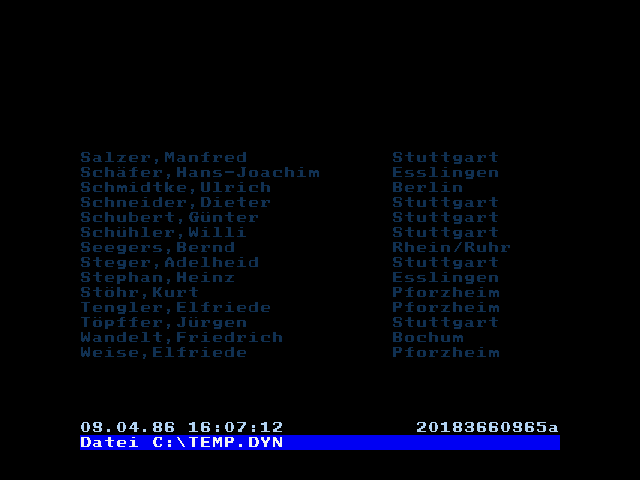 Salzer,Manfred Stuttgart
Schäfer,Hans-Joachim Esslingen
Schmidtke,Ulrich Berlin
Schneider,Dieter Stuttgart
Schubert,Günter Stuttgart
Schühler,Willi Stuttgart
Seegers,Bernd Rhein/Ruhr
Steger,Adelheid Stuttgart
Stephan,Heinz Esslingen
Stöhr,Kurt Pforzheim
Tengler,Elfriede Pforzheim
Töpffer,Jürgen Stuttgart
Wandelt,Friedrich Bochum
Weise,Elfriede Pforzheim
09.04.86 16:07:12 20183660965a
Datei C:\TEMP.DYN